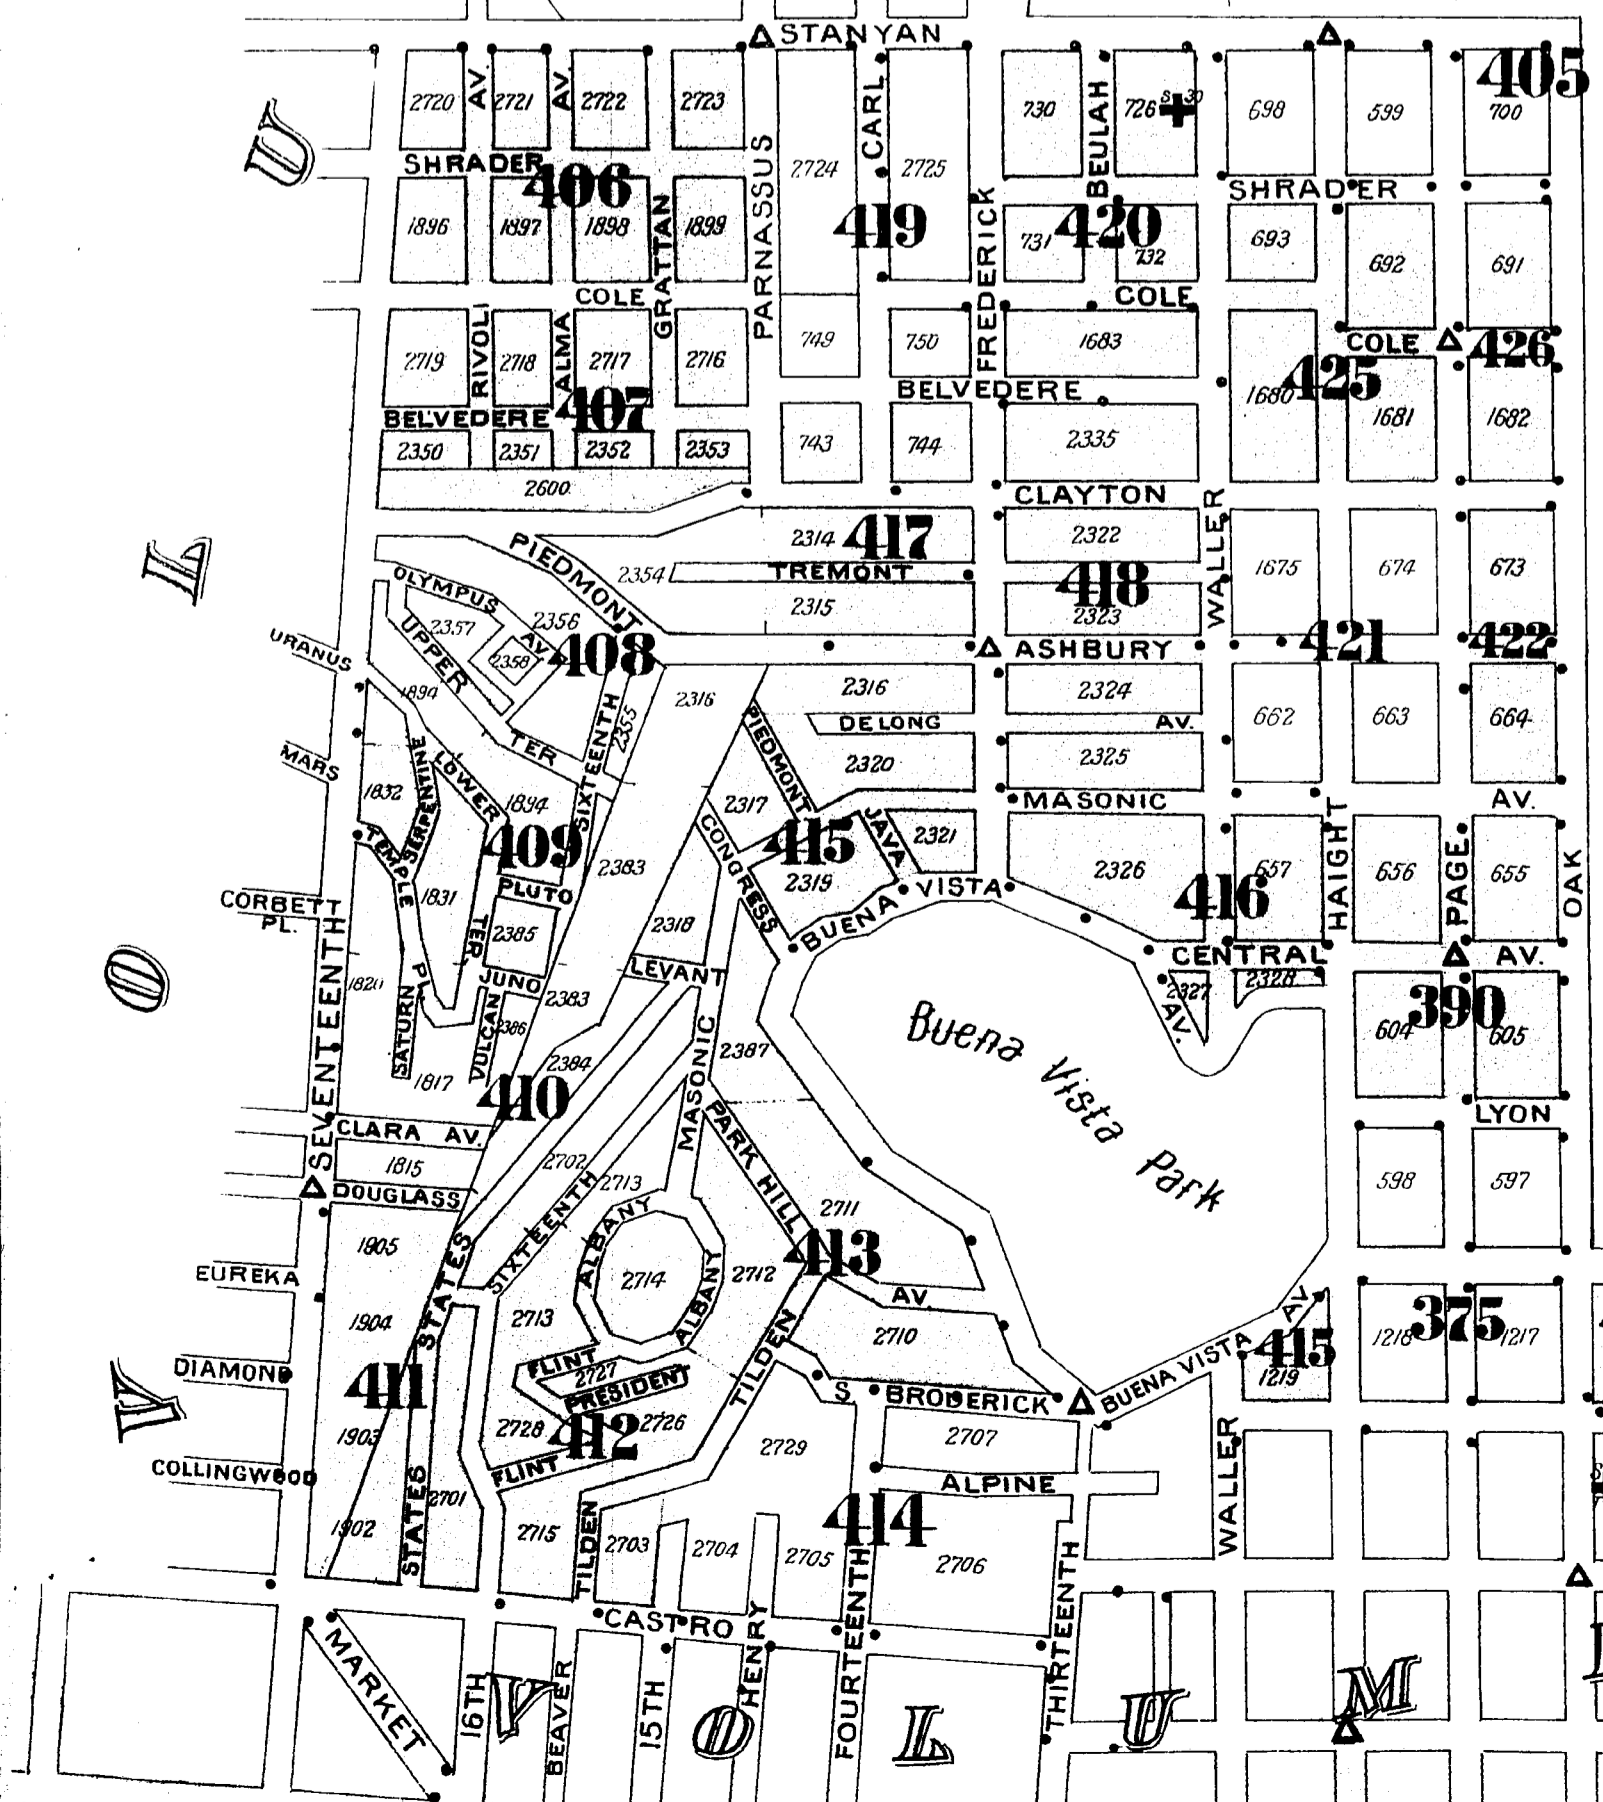 STANYAN
405
2720
AV.
2721
AV.
2722
2723
CARL
730
BEULAH
726
S 30
698
599
700
SHRADER
406
PARNASSUS
2724
2725
SHRADER
1896
1897
1898
GRATTAN
1899
419
FREDERICK
731
420
732
693
692
691
COLE
COLE
2719
RIVOLI
2718
ALMA
2717
2716
749
750
1683
COLE
426
BELVEDERE
425
1680
BELVEDERE
407
1681
1682
2350
2351
2352
2353
743
744
2335
2600
CLAYTON
WALLER
PIEDMONT
2314
417
2322
OLYMPUS
2354
TREMONT
418
1675
674
673
2357
UPPER
2356
AV.
2358
408
2315
2323
URANUS
ASHBURY
421
422
1894
SIXTEENTH
2355
2316
2316
2324
DELONG
AV.
662
663
664
PIEDMONT
MARS
SERPENTINE
LOWER
TER
2320
2325
1832
1894
2317
MASONIC
AV.
TEMPLE
409
CONGRESS
415
JAVA
2321
HAIGHT
PAGE
OAK
2383
2319
2326
657
656
655
1831
PLUTO
BUENA VISTA
416
CORBETT
PL.
SEVENTEENTH
TER.
2385
2318
CENTRAL
AV.
1820
SATURN
PL.
JUNO
LEVANT
2327
AV.
2328
VULCAN
2386
2383
MASONIC
2387
Buena Vista Park
604
390
605
1817
2384
410
PARK HILL
LYON
CLARA AV.
1815
2702
2713
598
597
DOUGLASS
SIXTEENTH
ALBANY
2711
1905
STATES
413
EUREKA
2714
2712
ALBANY
AV.
AV.
1904
2713
TILDEN
2710
BUENA VISTA
415
1218
375
1217
DIAMOND
411
FLINT
2727
PRESIDENT
S. BRODERICK
1219
1903
2728
412
2726
2729
2707
WALLER
COLLINGWOOD
FLINT
ALPINE
STATES
2701
414
1902
2715
TILDEN
2703
2704
2705
FOURTEENTH
2706
THIRTEENTH
CASTRO
MARKET
16TH
BEAVER
15TH
HENRY
V O L U M
V O L U